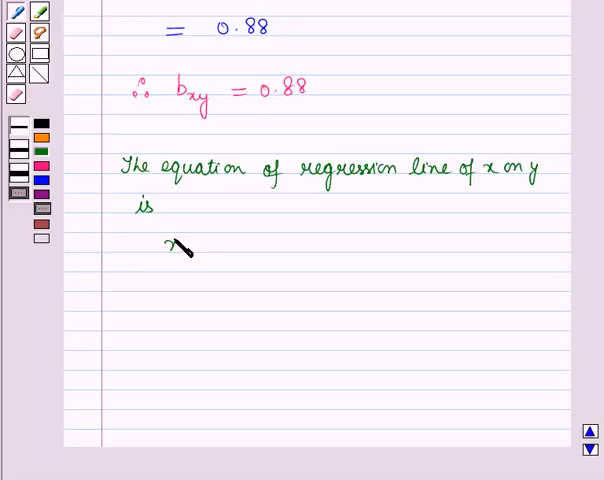 = 0.88
∴ bxy = 0.88
The equation of regression line of x on y
is
x